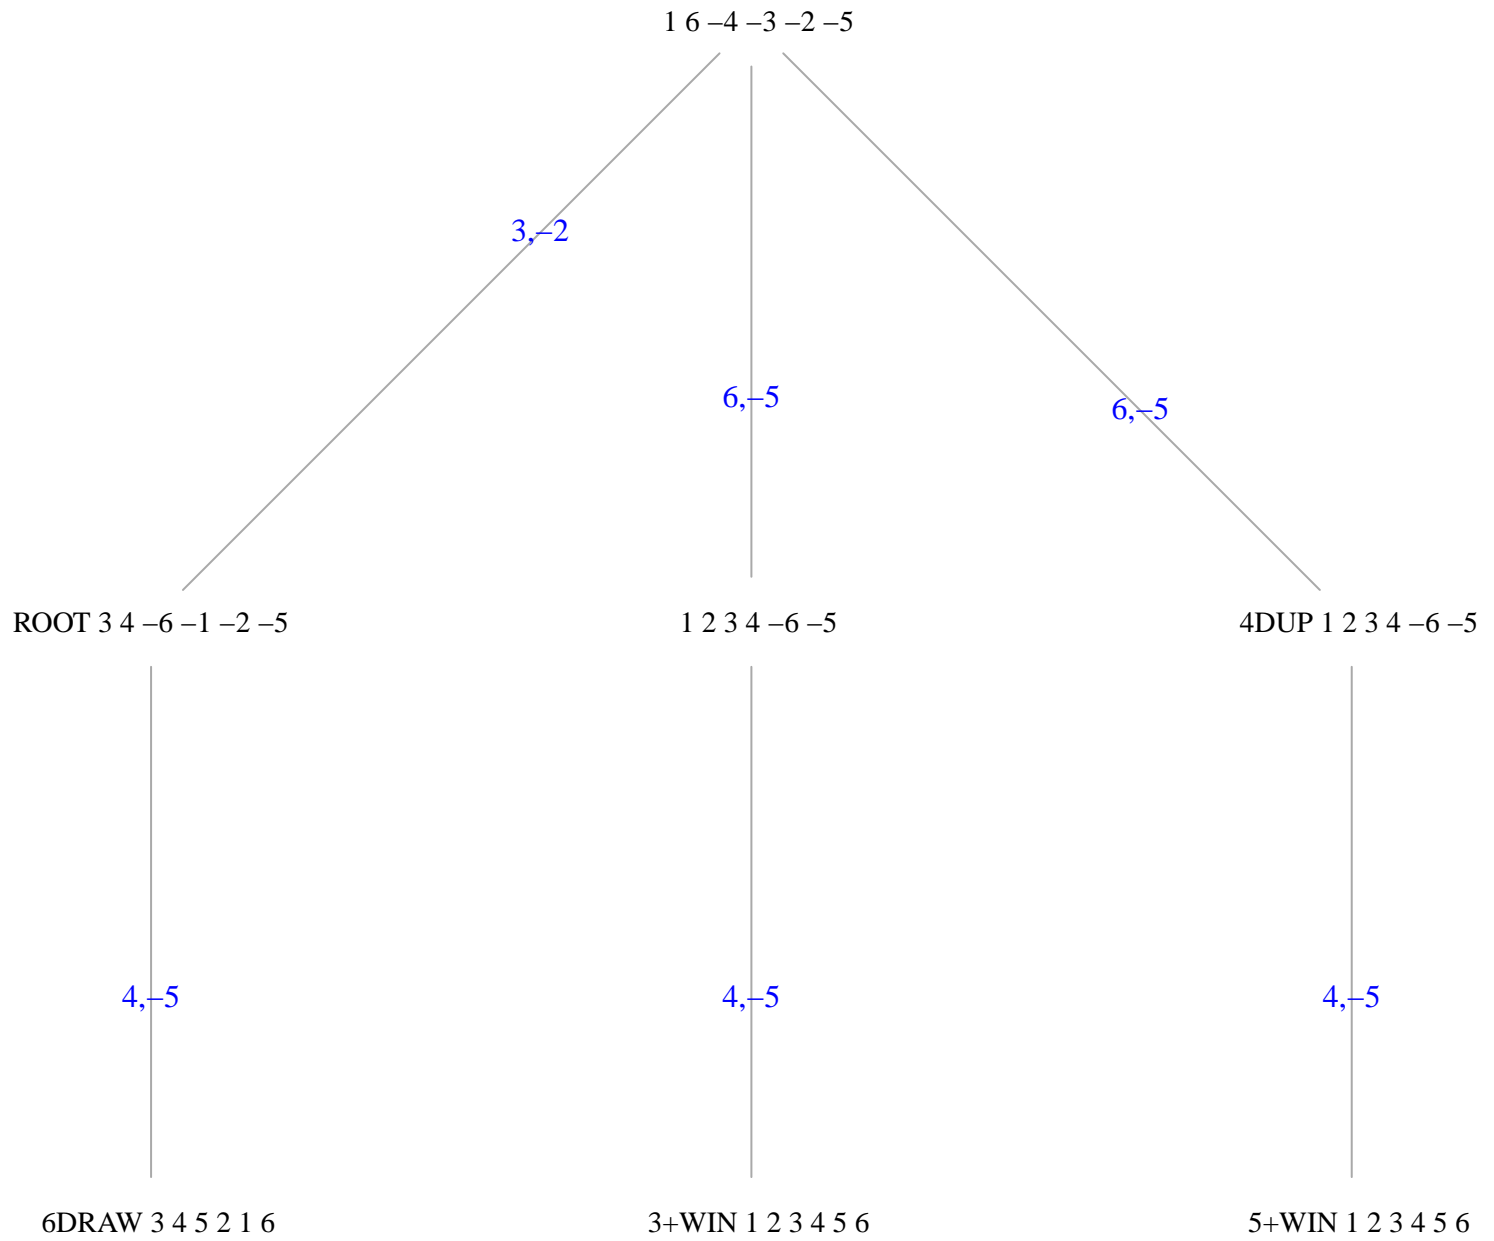 1 6 –4 –3 –2 –5
3,–2
6,–5
6,–5
ROOT 3 4 –6 –1 –2 –5
1 2 3 4 –6 –5
4DUP 1 2 3 4 –6 –5
4,–5
4,–5
4,–5
6DRAW 3 4 5 2 1 6
3+WIN 1 2 3 4 5 6
5+WIN 1 2 3 4 5 6